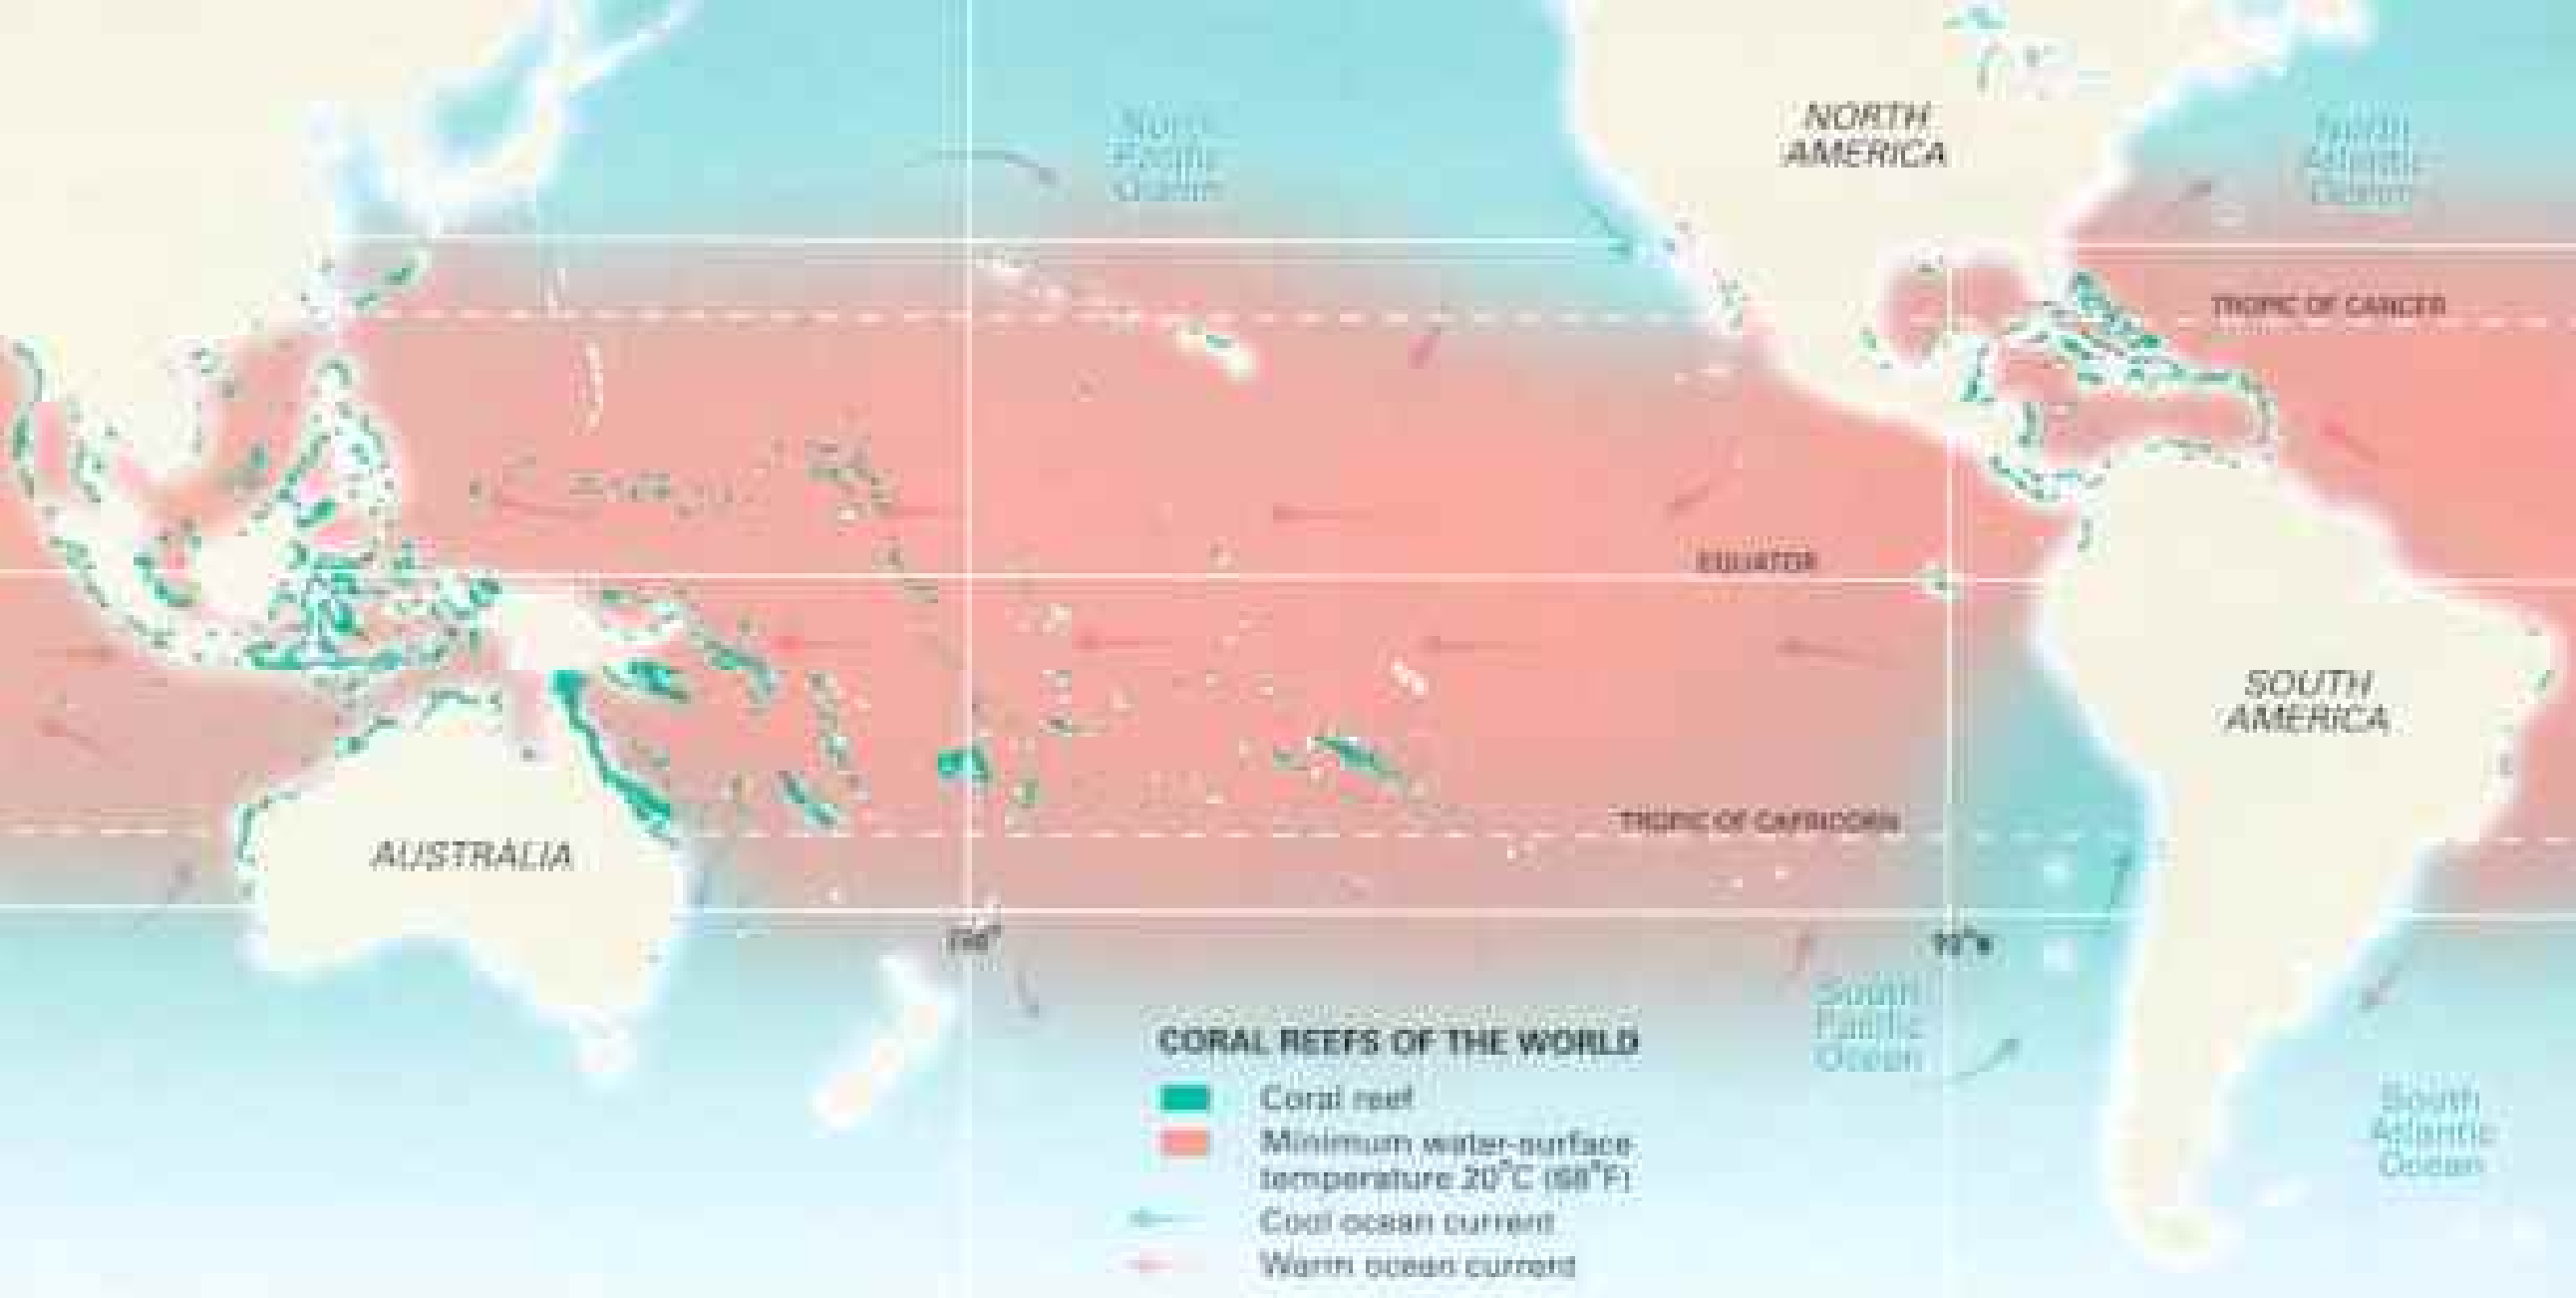 North
Pacific
Ocean
NORTH
AMERICA
North
Atlantic
Ocean
TROPIC OF CANCER
EQUATOR
SOUTH
AMERICA
TROPIC OF CAPRICORN
AUSTRALIA
South
Pacific
Ocean
South
Atlantic
Ocean
CORAL REEFS OF THE WORLD
Coral reef
Minimum water-surface
temperature 20°C (68°F)
Cool ocean current
Warm ocean current